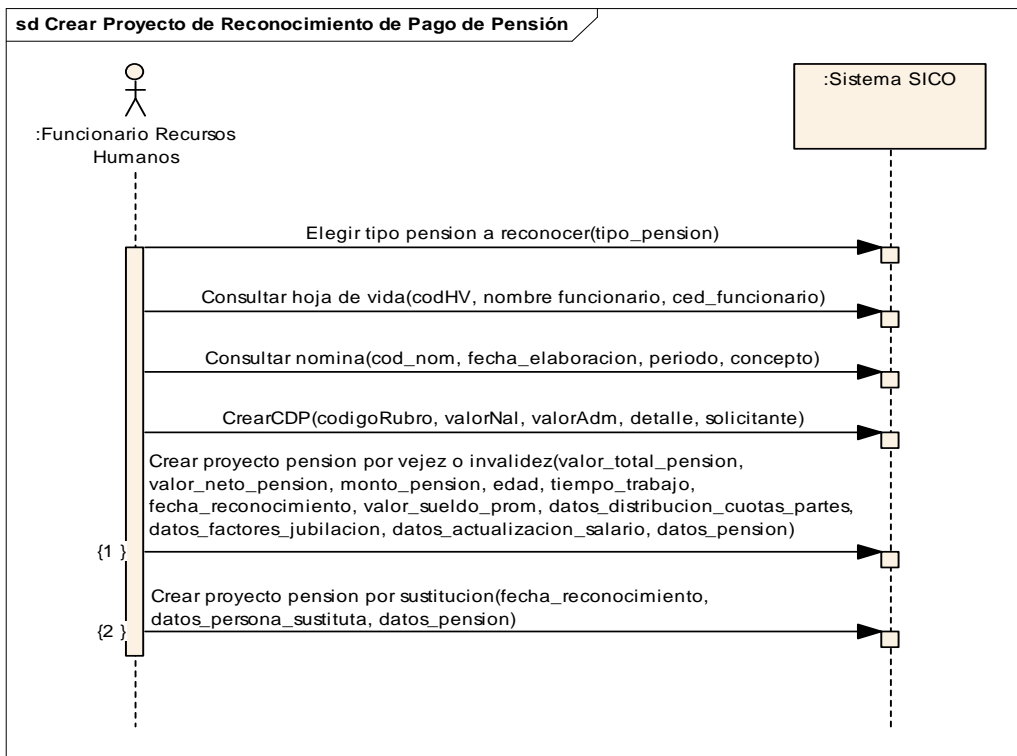 sd Crear Proyecto de Reconocimiento de Pago de Pensión
:Funcionario Recursos
Humanos
:Sistema SICO
Elegir tipo pension a reconocer(tipo_pension)
Consultar hoja de vida(codHV, nombre funcionario, ced_funcionario)
Consultar nomina(cod_nom, fecha_elaboracion, periodo, concepto)
CrearCDP(codigoRubro, valorNal, valorAdm, detalle, solicitante)
Crear proyecto pension por vejez o invalidez(valor_total_pension,
valor_neto_pension, monto_pension, edad, tiempo_trabajo,
fecha_reconocimiento, valor_sueldo_prom, datos_distribucion_cuotas_partes,
datos_factores_jubilacion, datos_actualizacion_salario, datos_pension)
{1 }
Crear proyecto pension por sustitucion(fecha_reconocimiento,
datos_persona_sustituta, datos_pension)
{2 }